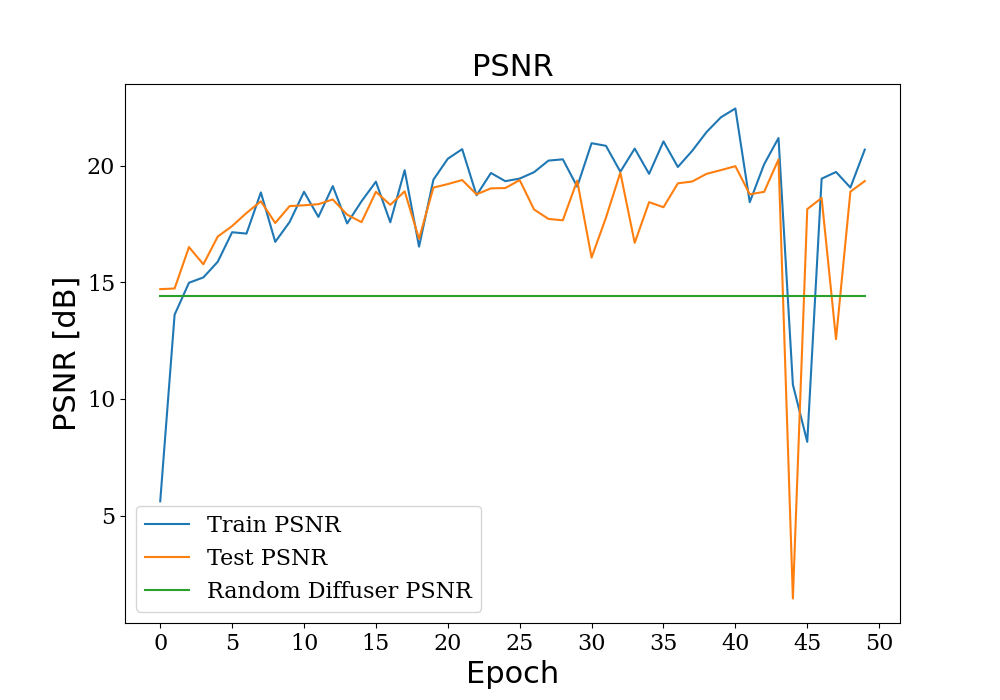 PSNR
PSNR [dB]
20
15
10
5
Train PSNR
Test PSNR
Random Diffuser PSNR
0 5 10 15 20 25 30 35 40 45 50
Epoch